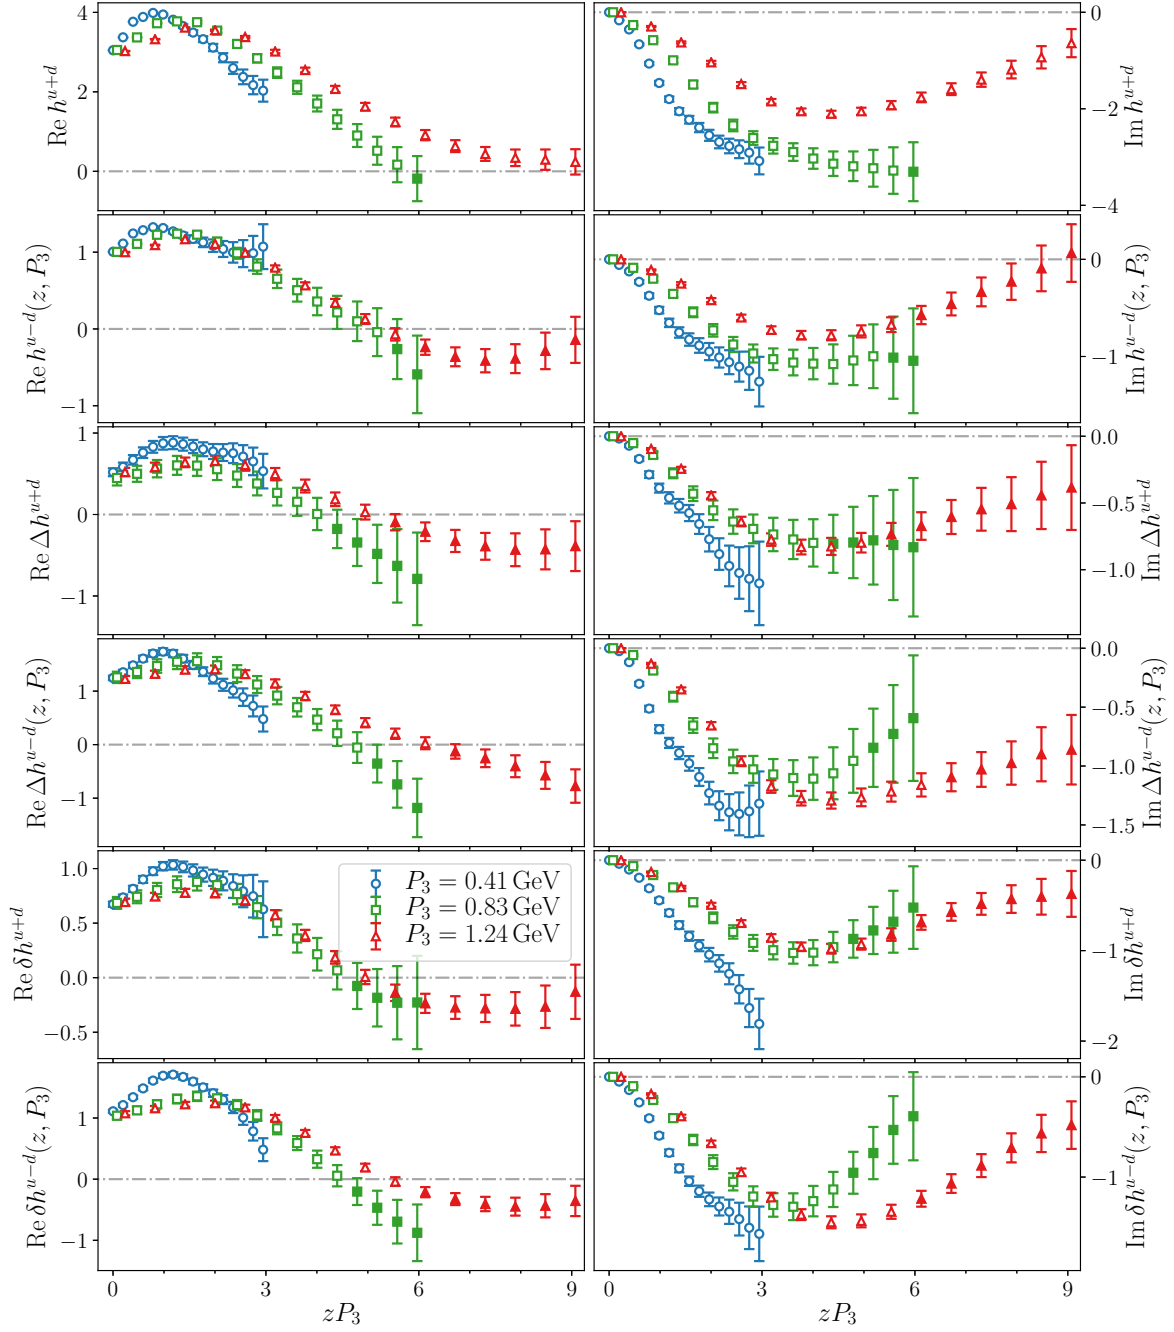 4
2
0
Re h^{u+d}
0
−2
−4
Im h^{u+d}
1
0
−1
Re h^{u−d}(z, P_3)
0
−1
Im h^{u−d}(z, P_3)
1
0
−1
Re Δh^{u+d}
0.0
−0.5
−1.0
Im Δh^{u+d}
1
0
−1
Re Δh^{u−d}(z, P_3)
0.0
−0.5
−1.0
−1.5
Im Δh^{u−d}(z, P_3)
1.0
0.5
0.0
−0.5
Re δh^{u+d}
P_3 = 0.41 GeV
P_3 = 0.83 GeV
P_3 = 1.24 GeV
0
−1
−2
Im δh^{u+d}
1
0
−1
Re δh^{u−d}(z, P_3)
0
−1
Im δh^{u−d}(z, P_3)
0 3 6 9
zP_3
0 3 6 9
zP_3